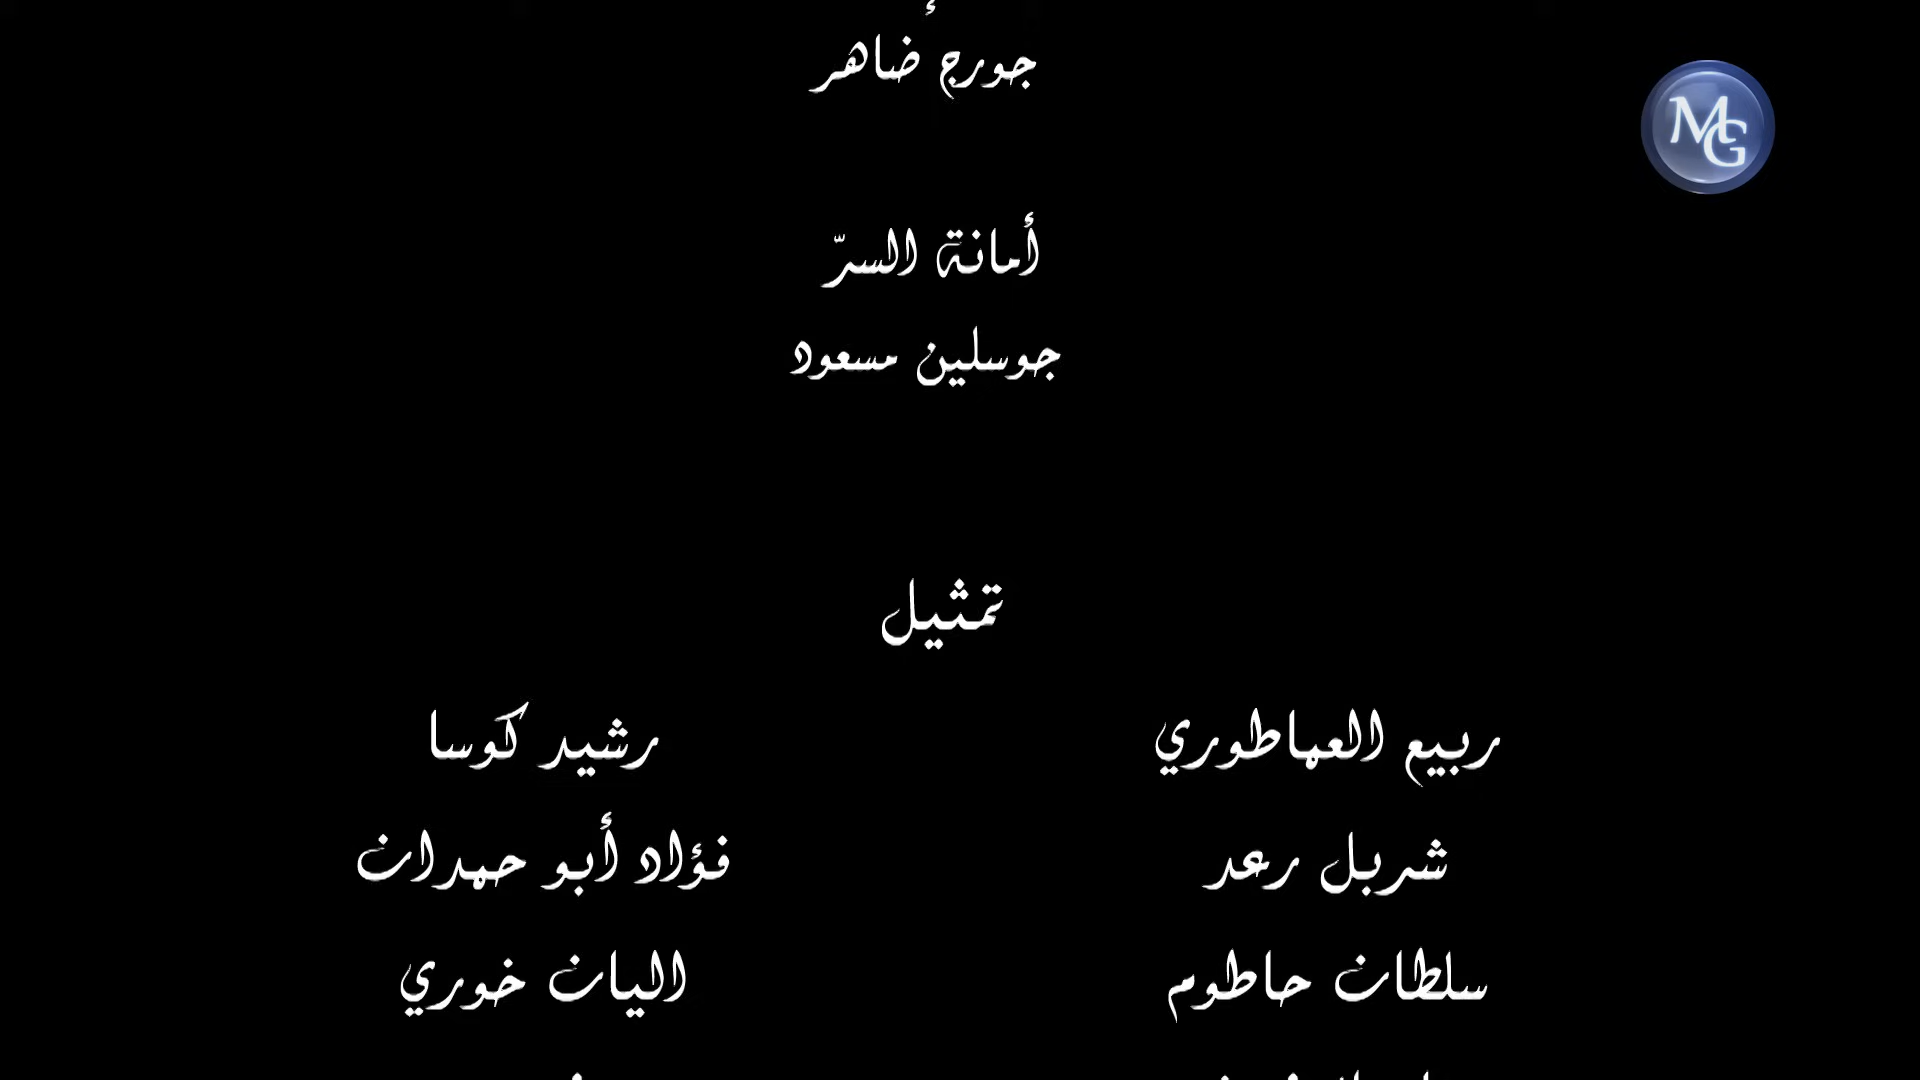 جورج ضاهر
MG
أمانة السرّ
جوسلين مسعود
تمثيل
ربيع العماطوري
رشيد كوسا
شربل رعد
فؤاد أبو حمدان
سلطان حاطوم
اليان خوري